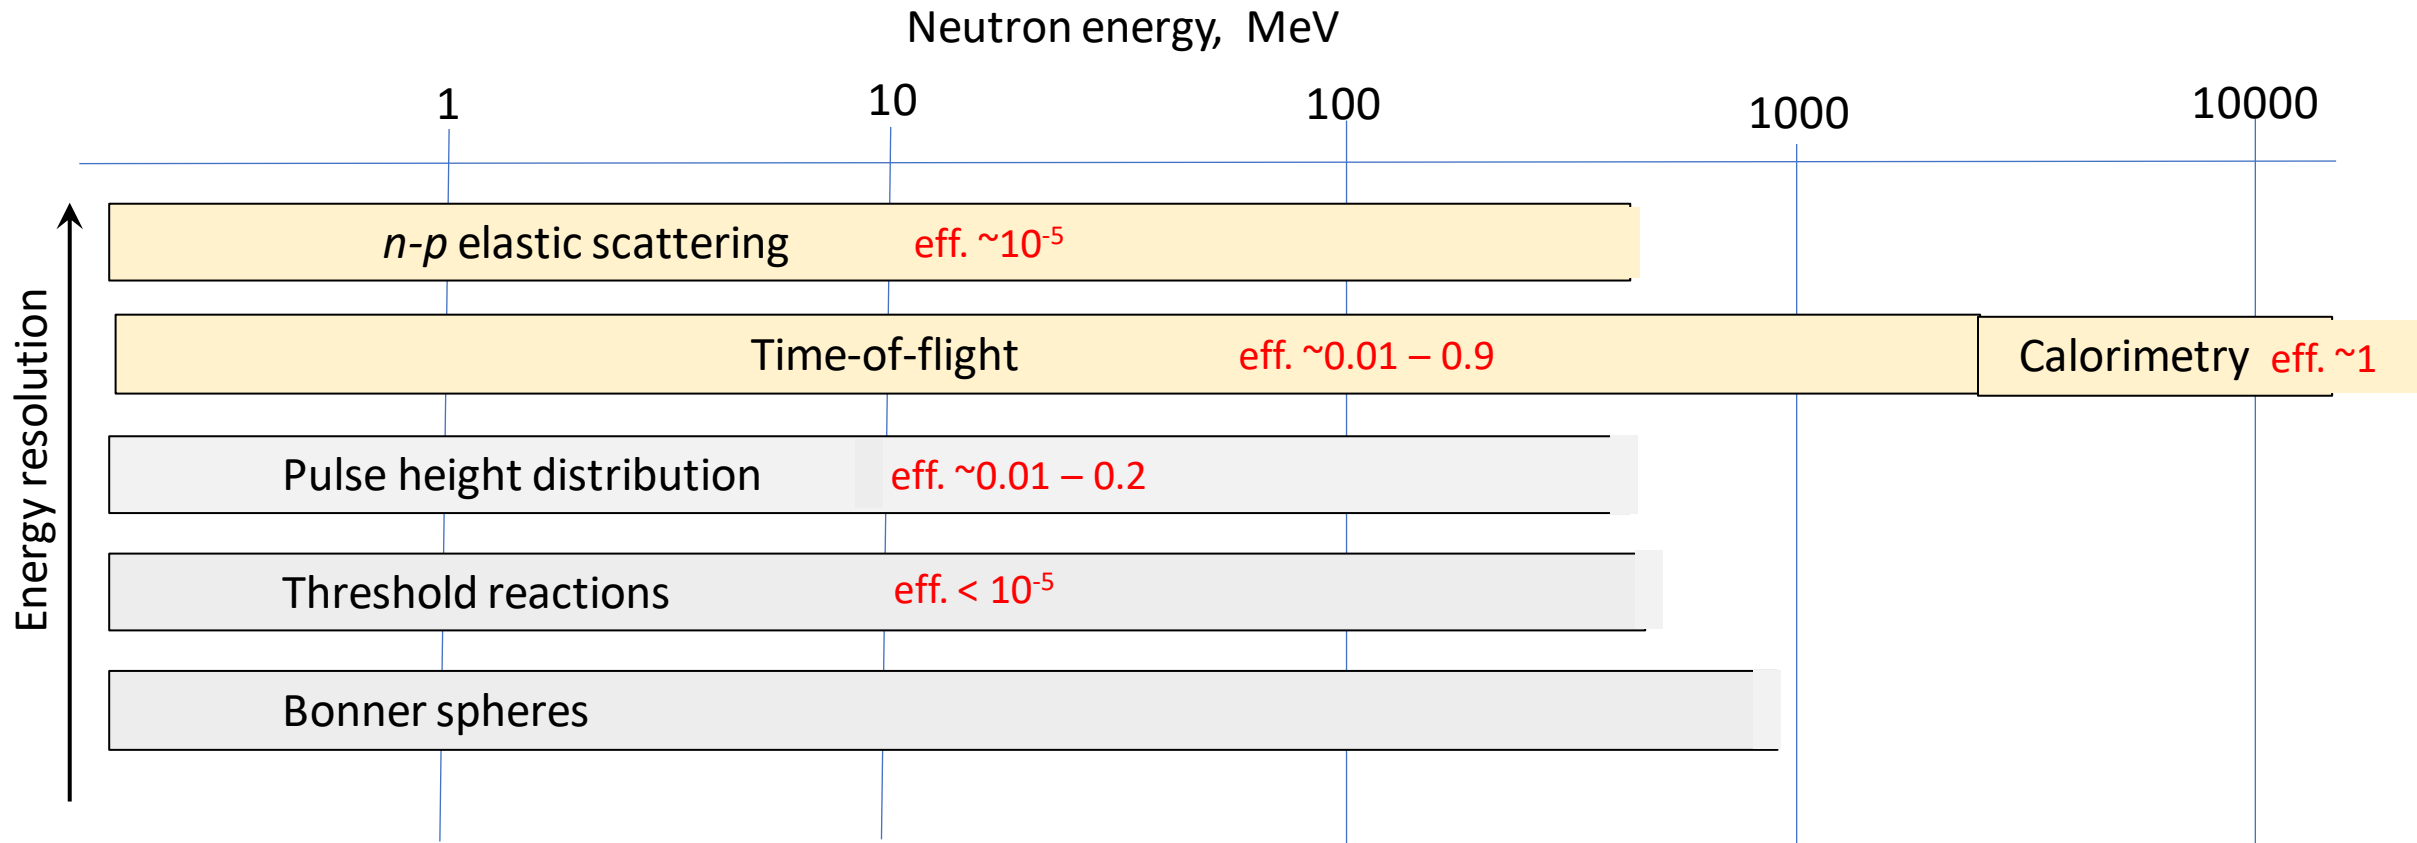 Neutron energy, MeV
1 10 100 1000 10000
n-p elastic scattering eff. ~10⁻⁵
Time-of-flight eff. ~0.01 – 0.9 Calorimetry eff. ~1
Pulse height distribution eff. ~0.01 – 0.2
Threshold reactions eff. < 10⁻⁵
Bonner spheres
Energy resolution